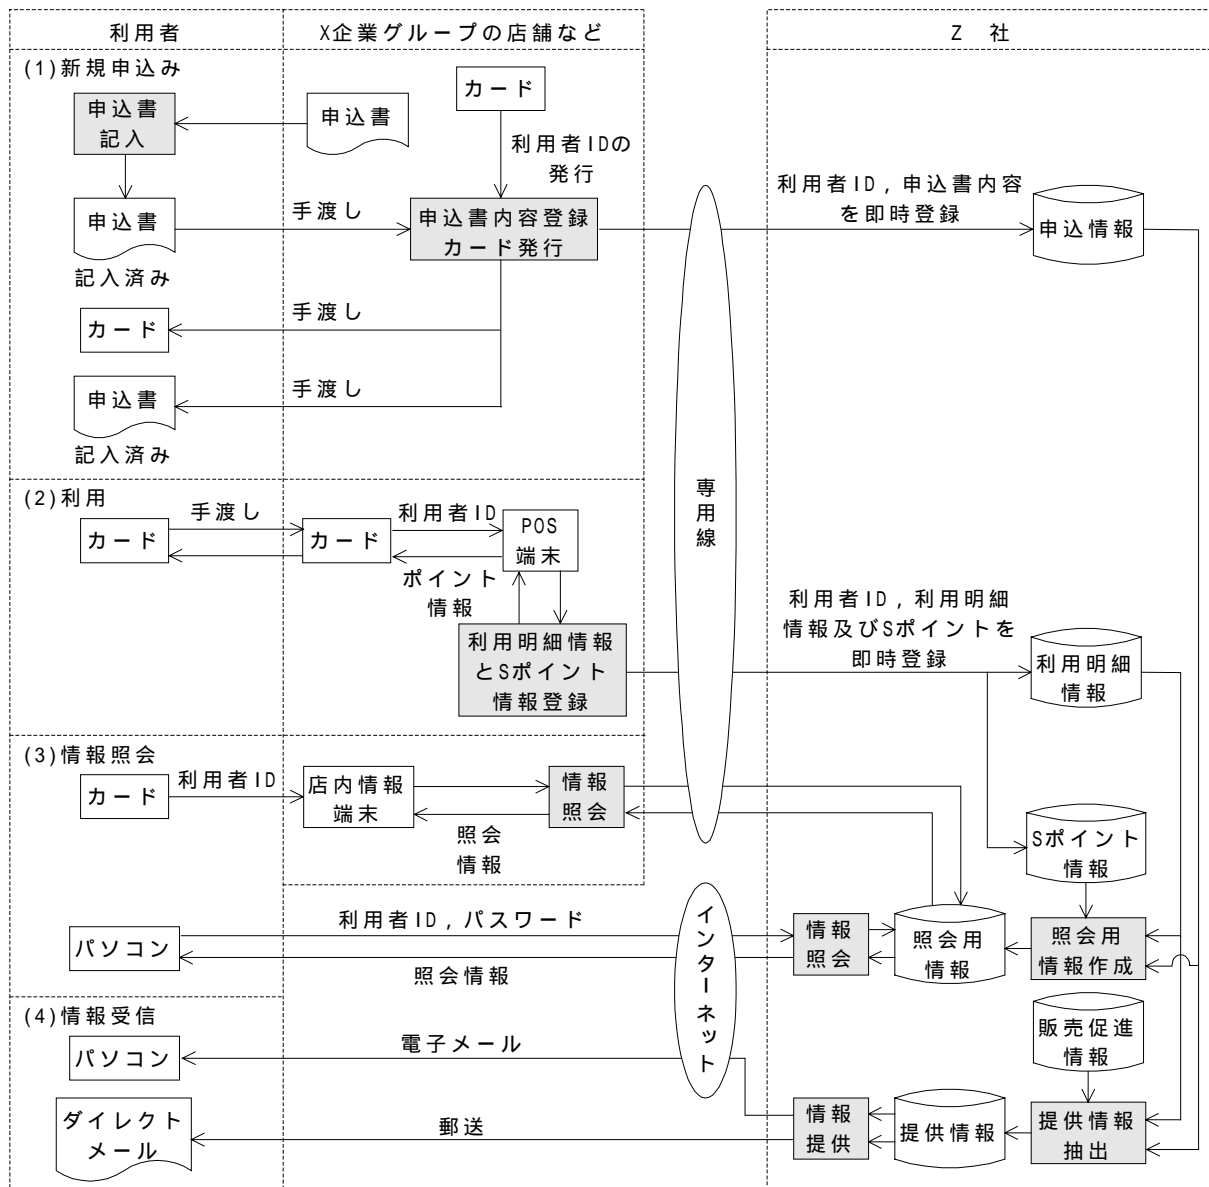 利用者
X企業グループの店舗など
Z 社
(1)新規申込み
申込書
記入
申込書
カード
利用者IDの
発行
申込書
記入済み
手渡し
申込書内容登録
カード発行
利用者ID，申込書内容
を即時登録
申込情報
カード
手渡し
申込書
記入済み
手渡し
専用線
(2)利用
カード
手渡し
カード
利用者ID
POS
端末
ポイント
情報
利用明細情報
とSポイント
情報登録
利用者ID，利用明細
情報及びSポイントを
即時登録
利用明細
情報
(3)情報照会
カード
利用者ID
店内情報
端末
情報
照会
照会
情報
Sポイント
情報
インターネット
パソコン
利用者ID，パスワード
照会情報
情報
照会
照会用
情報
照会用
情報作成
(4)情報受信
パソコン
電子メール
販売促進
情報
ダイレクト
メール
郵送
情報
提供
提供情報
提供情報
抽出